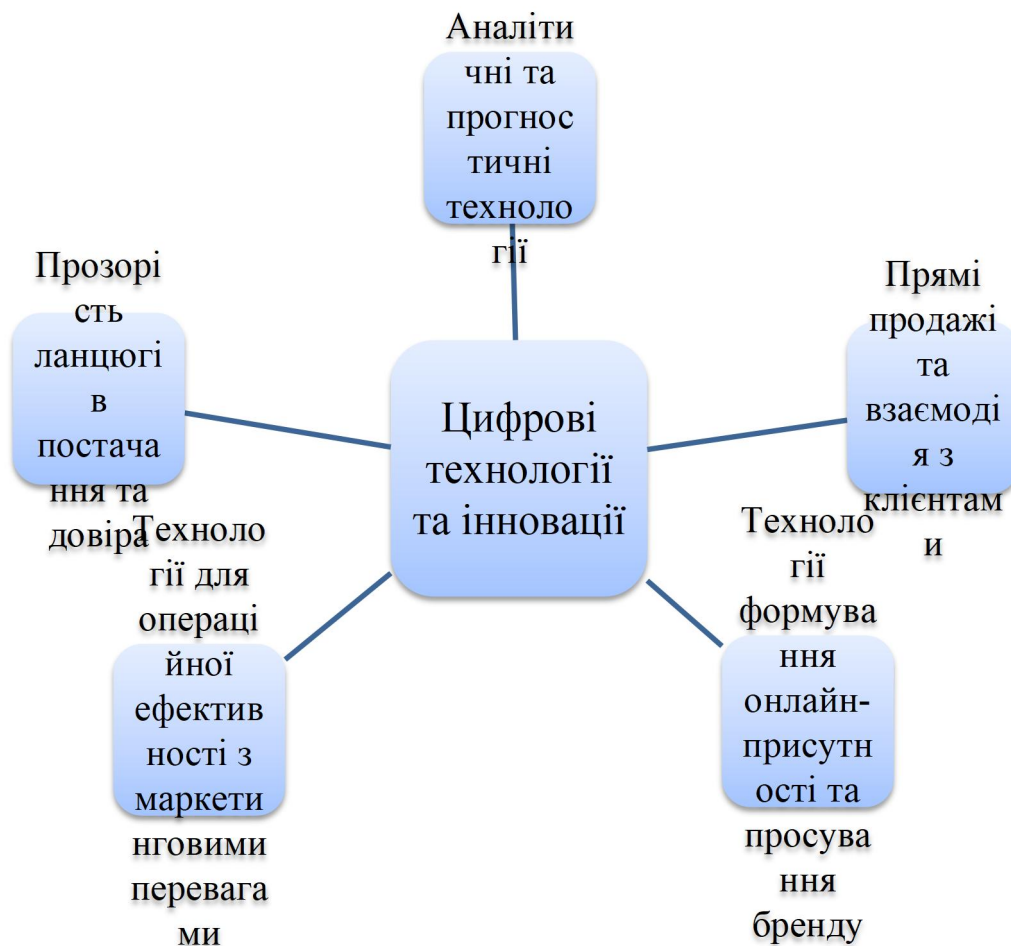 Аналіти
чні та
прогнос
тичні
техноло
гії
Прозорі
сть
ланцюгі
в
постача
ння та
довіра
Прямі
продажі
та
взаємоді
я з
клієнтам
и
Цифрові
технології
та інновації
Техноло
гії для
операці
йної
ефектив
ності з
маркети
нговими
переваг
ами
Техноло
гії
формува
ння
онлайн-
присутн
ості та
просува
ння
бренду